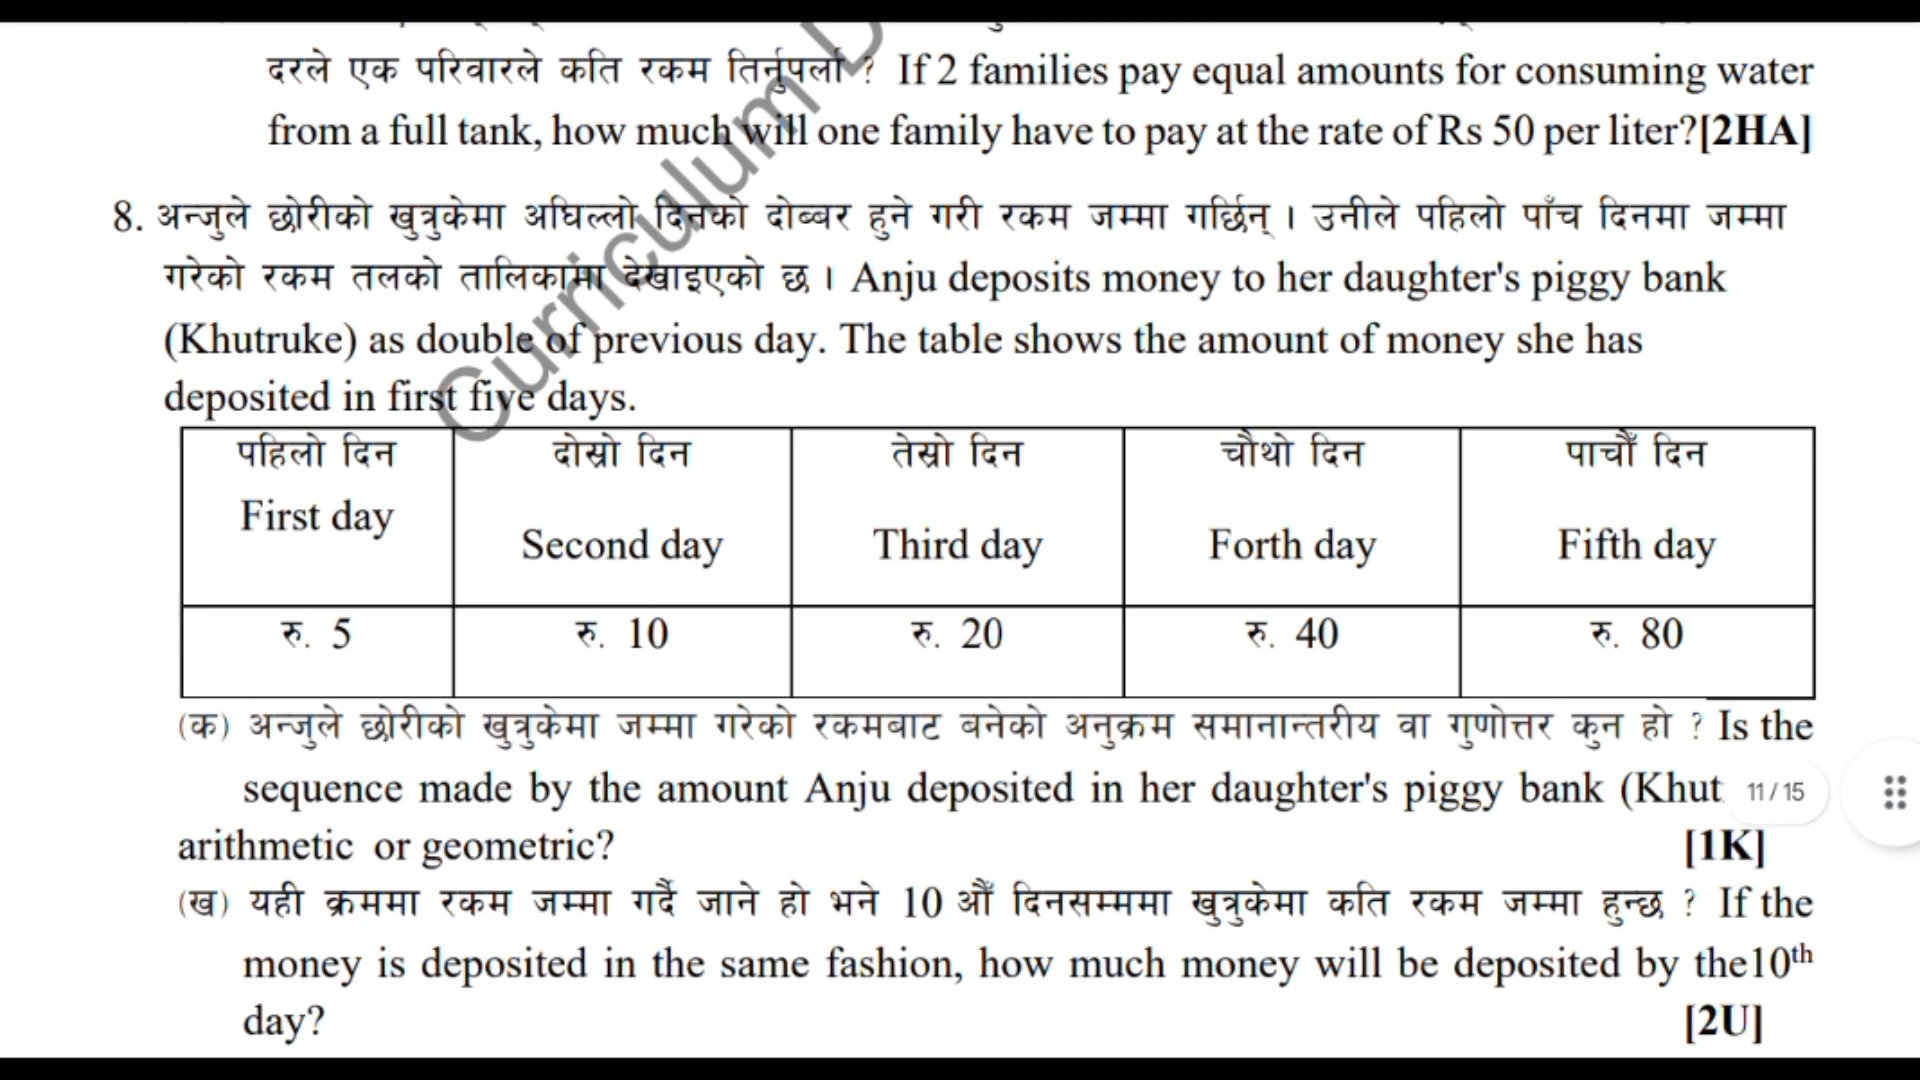 दरले एक परिवारले कति रकम तिर्नुपर्ला ? If 2 families pay equal amounts for consuming water
from a full tank, how much will one family have to pay at the rate of Rs 50 per liter?[2HA]
8. अन्जुले छोरीको खुत्रुकेमा अघिल्लो दिनको दोब्बर हुने गरी रकम जम्मा गर्छिन् । उनीले पहिलो पाँच दिनमा जम्मा
गरेको रकम तलको तालिकामा देखाइएको छ । Anju deposits money to her daughter's piggy bank
(Khutruke) as double of previous day. The table shows the amount of money she has
deposited in first five days.
पहिलो दिन दोस्रो दिन तेस्रो दिन चौथो दिन पाचौँ दिन
First day Second day Third day Forth day Fifth day
रु. 5 रु. 10 रु. 20 रु. 40 रु. 80
(क) अन्जुले छोरीको खुत्रुकेमा जम्मा गरेको रकमबाट बनेको अनुक्रम समानान्तरीय वा गुणोत्तर कुन हो ? Is the
sequence made by the amount Anju deposited in her daughter's piggy bank (Khut 11 / 15
arithmetic or geometric? [1K]
(ख) यही क्रममा रकम जम्मा गर्दै जाने हो भने 10 औँ दिनसम्ममा खुत्रुकेमा कति रकम जम्मा हुन्छ ? If the
money is deposited in the same fashion, how much money will be deposited by the10th
day? [2U]
Curriculum D